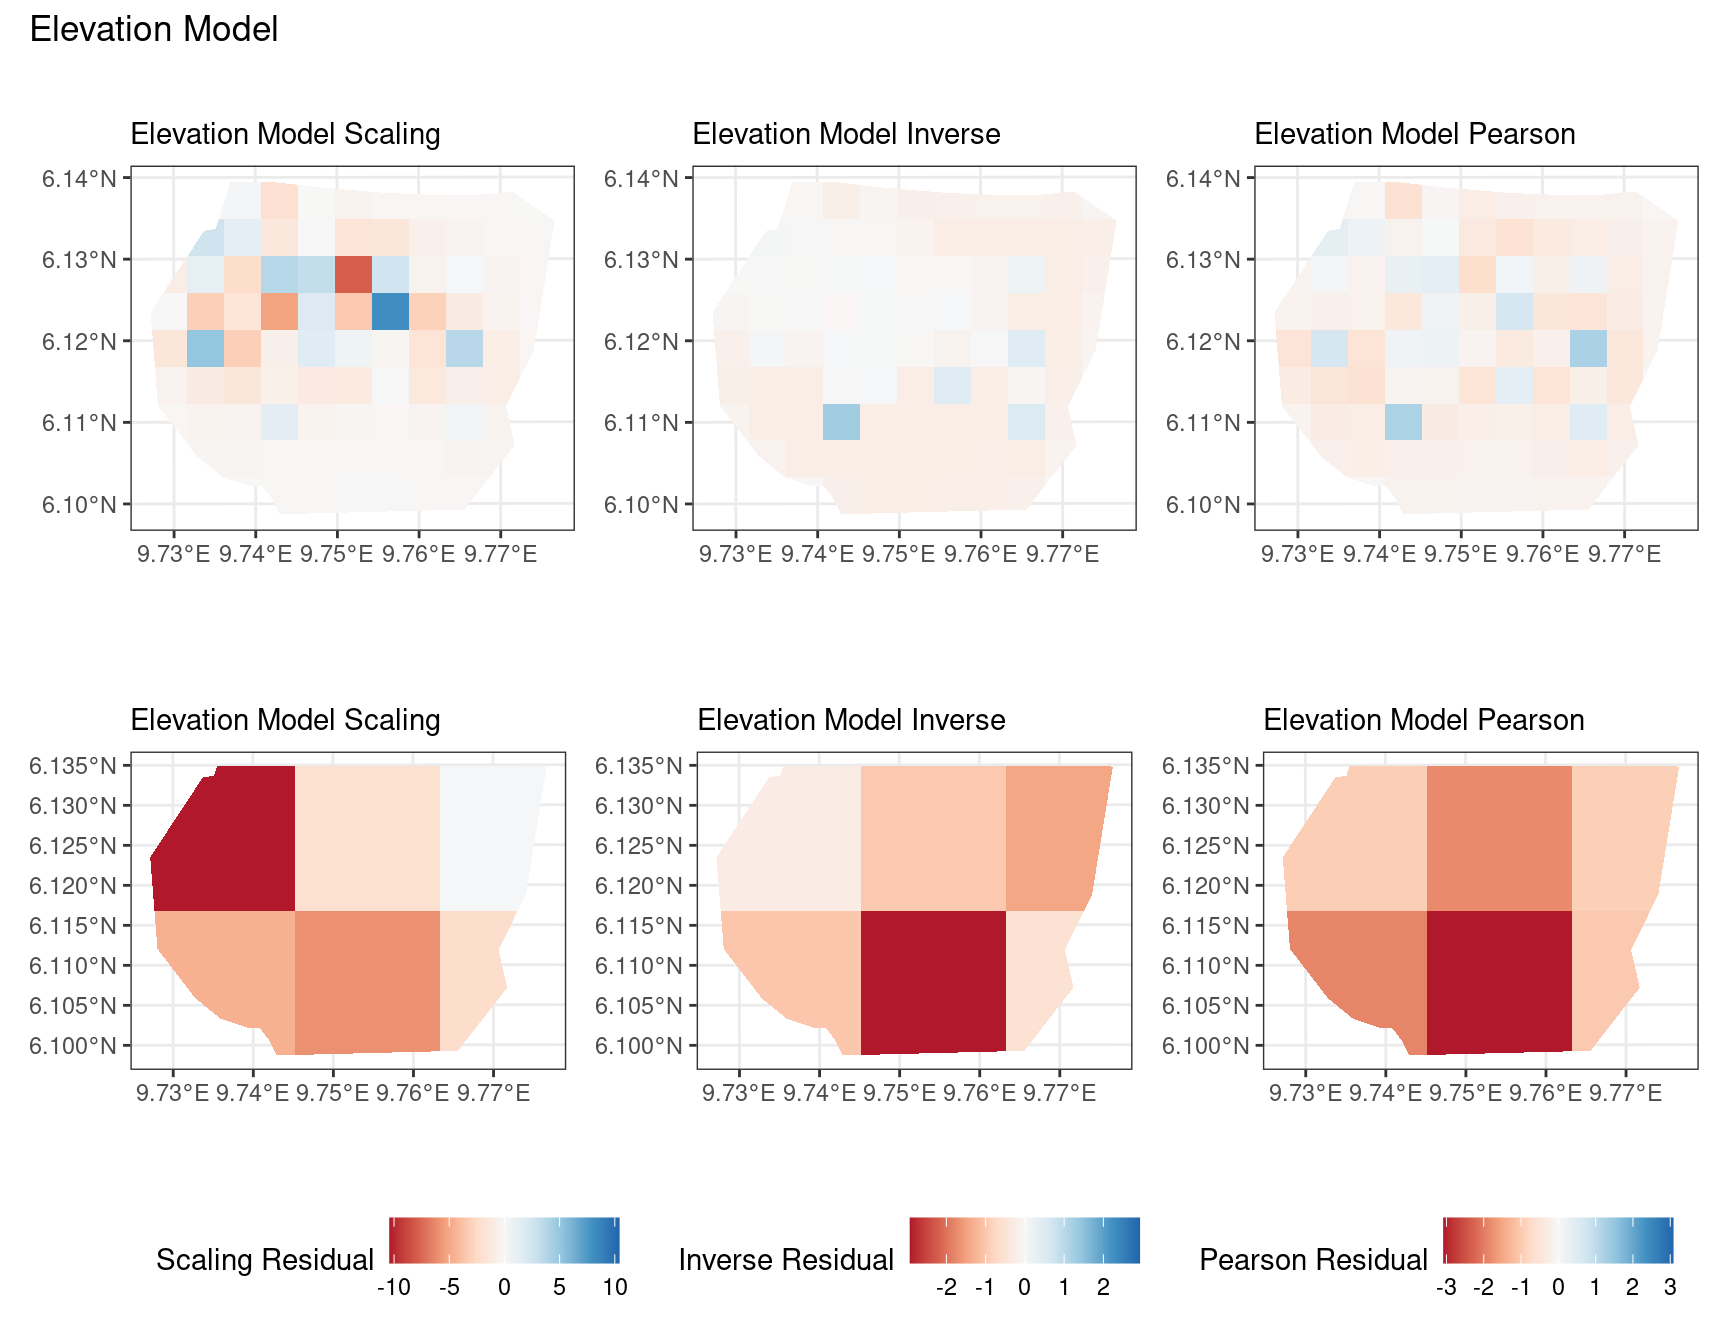 Elevation Model
Elevation Model Scaling
Elevation Model Inverse
Elevation Model Pearson
6.14°N
6.13°N
6.12°N
6.11°N
6.10°N
9.73°E 9.74°E 9.75°E 9.76°E 9.77°E
6.14°N
6.13°N
6.12°N
6.11°N
6.10°N
9.73°E 9.74°E 9.75°E 9.76°E 9.77°E
6.14°N
6.13°N
6.12°N
6.11°N
6.10°N
9.73°E 9.74°E 9.75°E 9.76°E 9.77°E
Elevation Model Scaling
Elevation Model Inverse
Elevation Model Pearson
6.135°N
6.130°N
6.125°N
6.120°N
6.115°N
6.110°N
6.105°N
6.100°N
9.73°E 9.74°E 9.75°E 9.76°E 9.77°E
6.135°N
6.130°N
6.125°N
6.120°N
6.115°N
6.110°N
6.105°N
6.100°N
9.73°E 9.74°E 9.75°E 9.76°E 9.77°E
6.135°N
6.130°N
6.125°N
6.120°N
6.115°N
6.110°N
6.105°N
6.100°N
9.73°E 9.74°E 9.75°E 9.76°E 9.77°E
Scaling Residual
-10 -5 0 5 10
Inverse Residual
-2 -1 0 1 2
Pearson Residual
-3 -2 -1 0 1 2 3